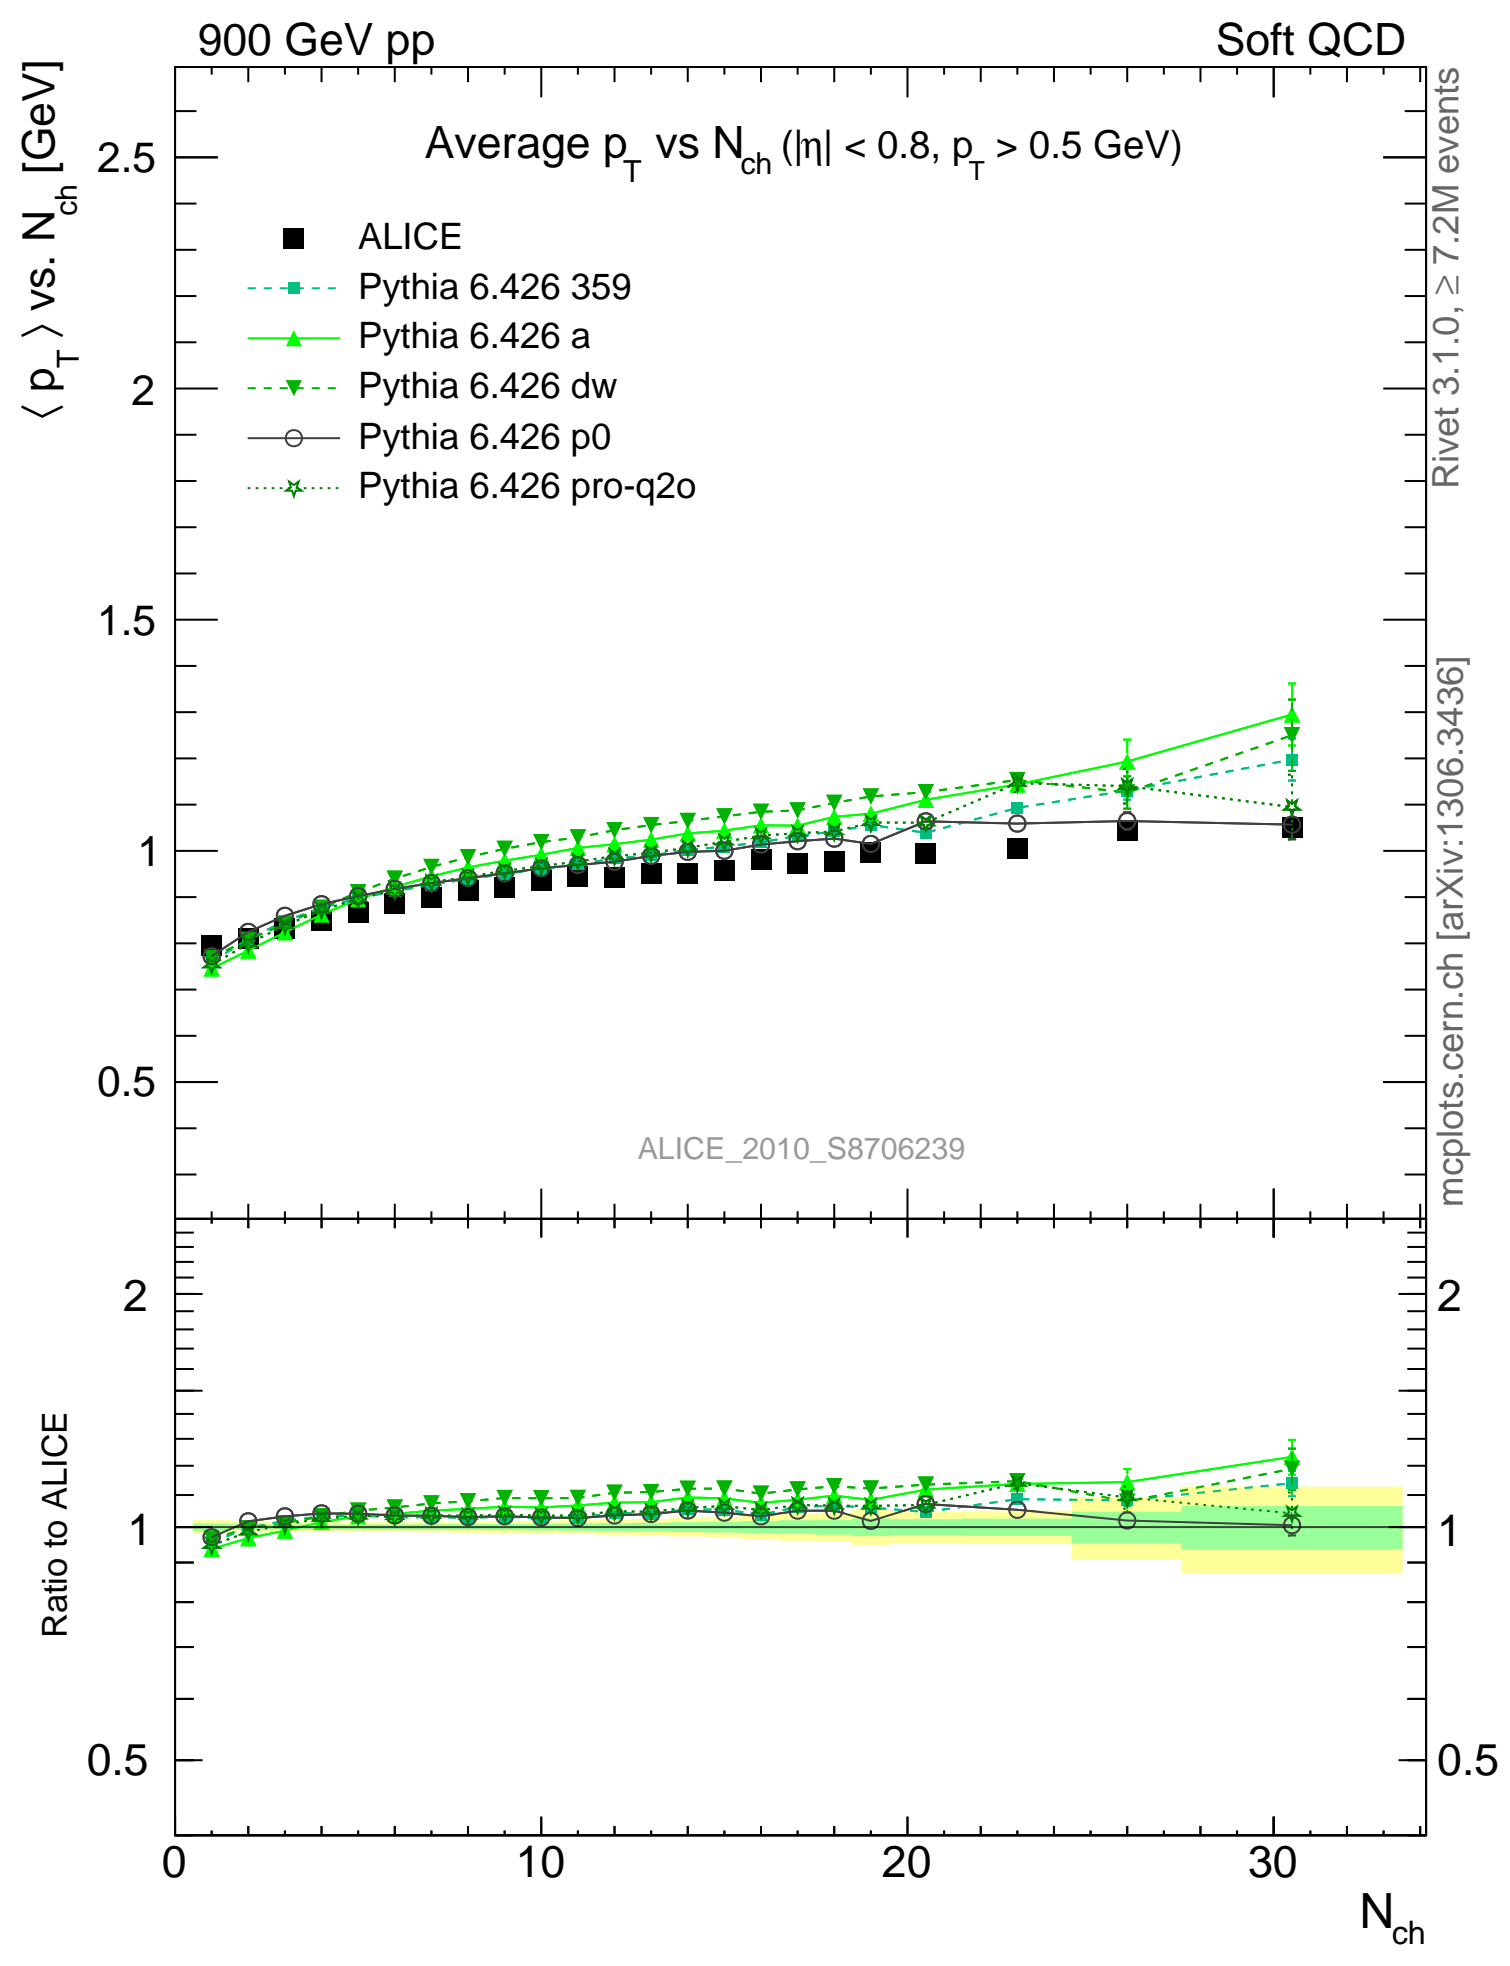 900 GeV pp
Soft QCD
Average p_T vs N_ch (|η| < 0.8, p_T > 0.5 GeV)
⟨ p_T ⟩ vs. N_ch [GeV]
ALICE
Pythia 6.426 359
Pythia 6.426 a
Pythia 6.426 dw
Pythia 6.426 p0
Pythia 6.426 pro-q2o
2.5
2
1.5
1
0.5
ALICE_2010_S8706239
Rivet 3.1.0, ≥ 7.2M events
mcplots.cern.ch [arXiv:1306.3436]
Ratio to ALICE
2
1
0.5
2
1
0.5
0
10
20
30
N_ch